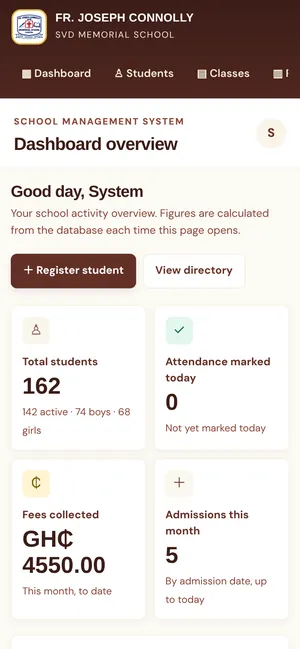 FR. JOSEPH CONNOLLY
SVD MEMORIAL SCHOOL
Dashboard
Students
Classes
SCHOOL MANAGEMENT SYSTEM
Dashboard overview
S
Good day, System
Your school activity overview. Figures are calculated
from the database each time this page opens.
+ Register student
View directory
Total students
162
142 active · 74 boys · 68
girls
Attendance marked
today
0
Not yet marked today
₵
Fees collected
GH₵
4550.00
This month, to date
Admissions this
month
5
By admission date, up
to today